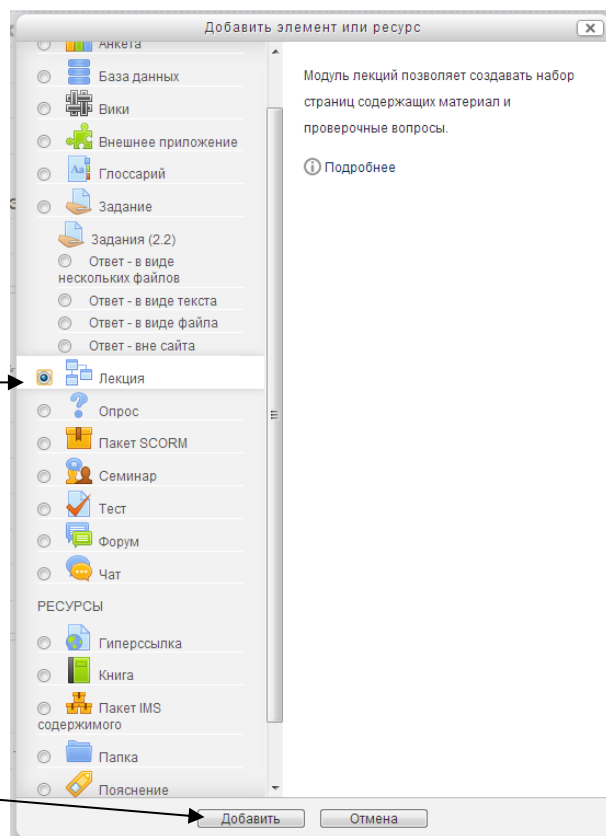 Добавить элемент или ресурс
Анкета
База данных
Вики
Внешнее приложение
Глоссарий
Задание
Задания (2.2)
Ответ - в виде
нескольких файлов
Ответ - в виде текста
Ответ - в виде файла
Ответ - вне сайта
Лекция
Опрос
Пакет SCORM
Семинар
Тест
Форум
Чат
РЕСУРСЫ
Гиперссылка
Книга
Пакет IMS
содержимого
Папка
Пояснение
Модуль лекций позволяет создавать набор
страниц содержащих материал и
проверочные вопросы.
Подробнее
Добавить
Отмена